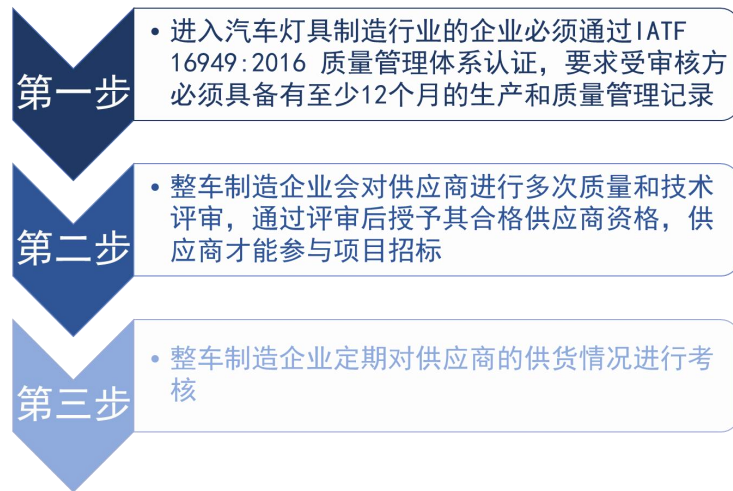 第一步
• 进入汽车灯具制造行业的企业必须通过IATF
16949:2016 质量管理体系认证，要求受审核方
必须具备有至少12个月的生产和质量管理记录
第二步
• 整车制造企业会对供应商进行多次质量和技术
评审，通过评审后授予其合格供应商资格，供
应商才能参与项目招标
第三步
• 整车制造企业定期对供应商的供货情况进行考
核